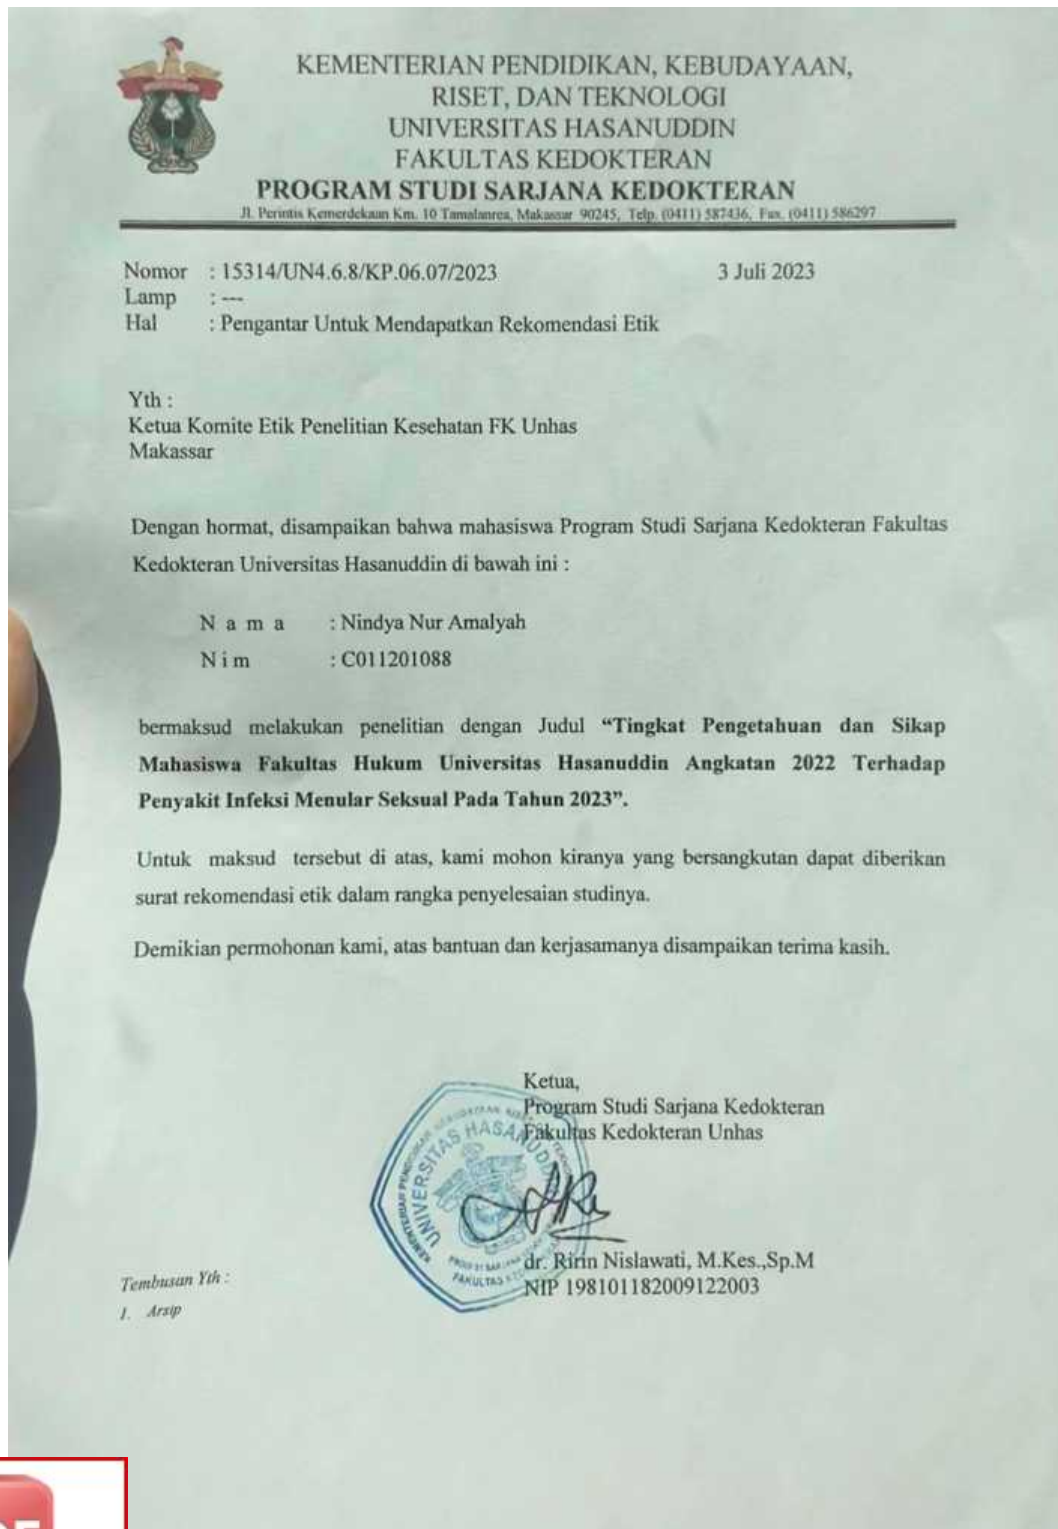 KEMENTERIAN PENDIDIKAN, KEBUDAYAAN,
RISET, DAN TEKNOLOGI
UNIVERSITAS HASANUDDIN
FAKULTAS KEDOKTERAN
PROGRAM STUDI SARJANA KEDOKTERAN
Jl. Perintis Kemerdekaan Km. 10 Tamalanrea, Makassar 90245, Telp. (0411) 587436, Fax. (0411) 586297
Nomor : 15314/UN4.6.8/KP.06.07/2023 3 Juli 2023
Lamp : ---
Hal : Pengantar Untuk Mendapatkan Rekomendasi Etik
Yth :
Ketua Komite Etik Penelitian Kesehatan FK Unhas
Makassar
Dengan hormat, disampaikan bahwa mahasiswa Program Studi Sarjana Kedokteran Fakultas
Kedokteran Universitas Hasanuddin di bawah ini :
N a m a : Nindya Nur Amalyah
N i m : C011201088
bermaksud melakukan penelitian dengan Judul “Tingkat Pengetahuan dan Sikap
Mahasiswa Fakultas Hukum Universitas Hasanuddin Angkatan 2022 Terhadap
Penyakit Infeksi Menular Seksual Pada Tahun 2023”.
Untuk maksud tersebut di atas, kami mohon kiranya yang bersangkutan dapat diberikan
surat rekomendasi etik dalam rangka penyelesaian studinya.
Demikian permohonan kami, atas bantuan dan kerjasamanya disampaikan terima kasih.
Ketua,
Program Studi Sarjana Kedokteran
Fakultas Kedokteran Unhas
UNIVERSITAS HASANUDDIN
dr. Ririn Nislawati, M.Kes.,Sp.M
NIP 198101182009122003
Tembusan Yth :
1. Arsip